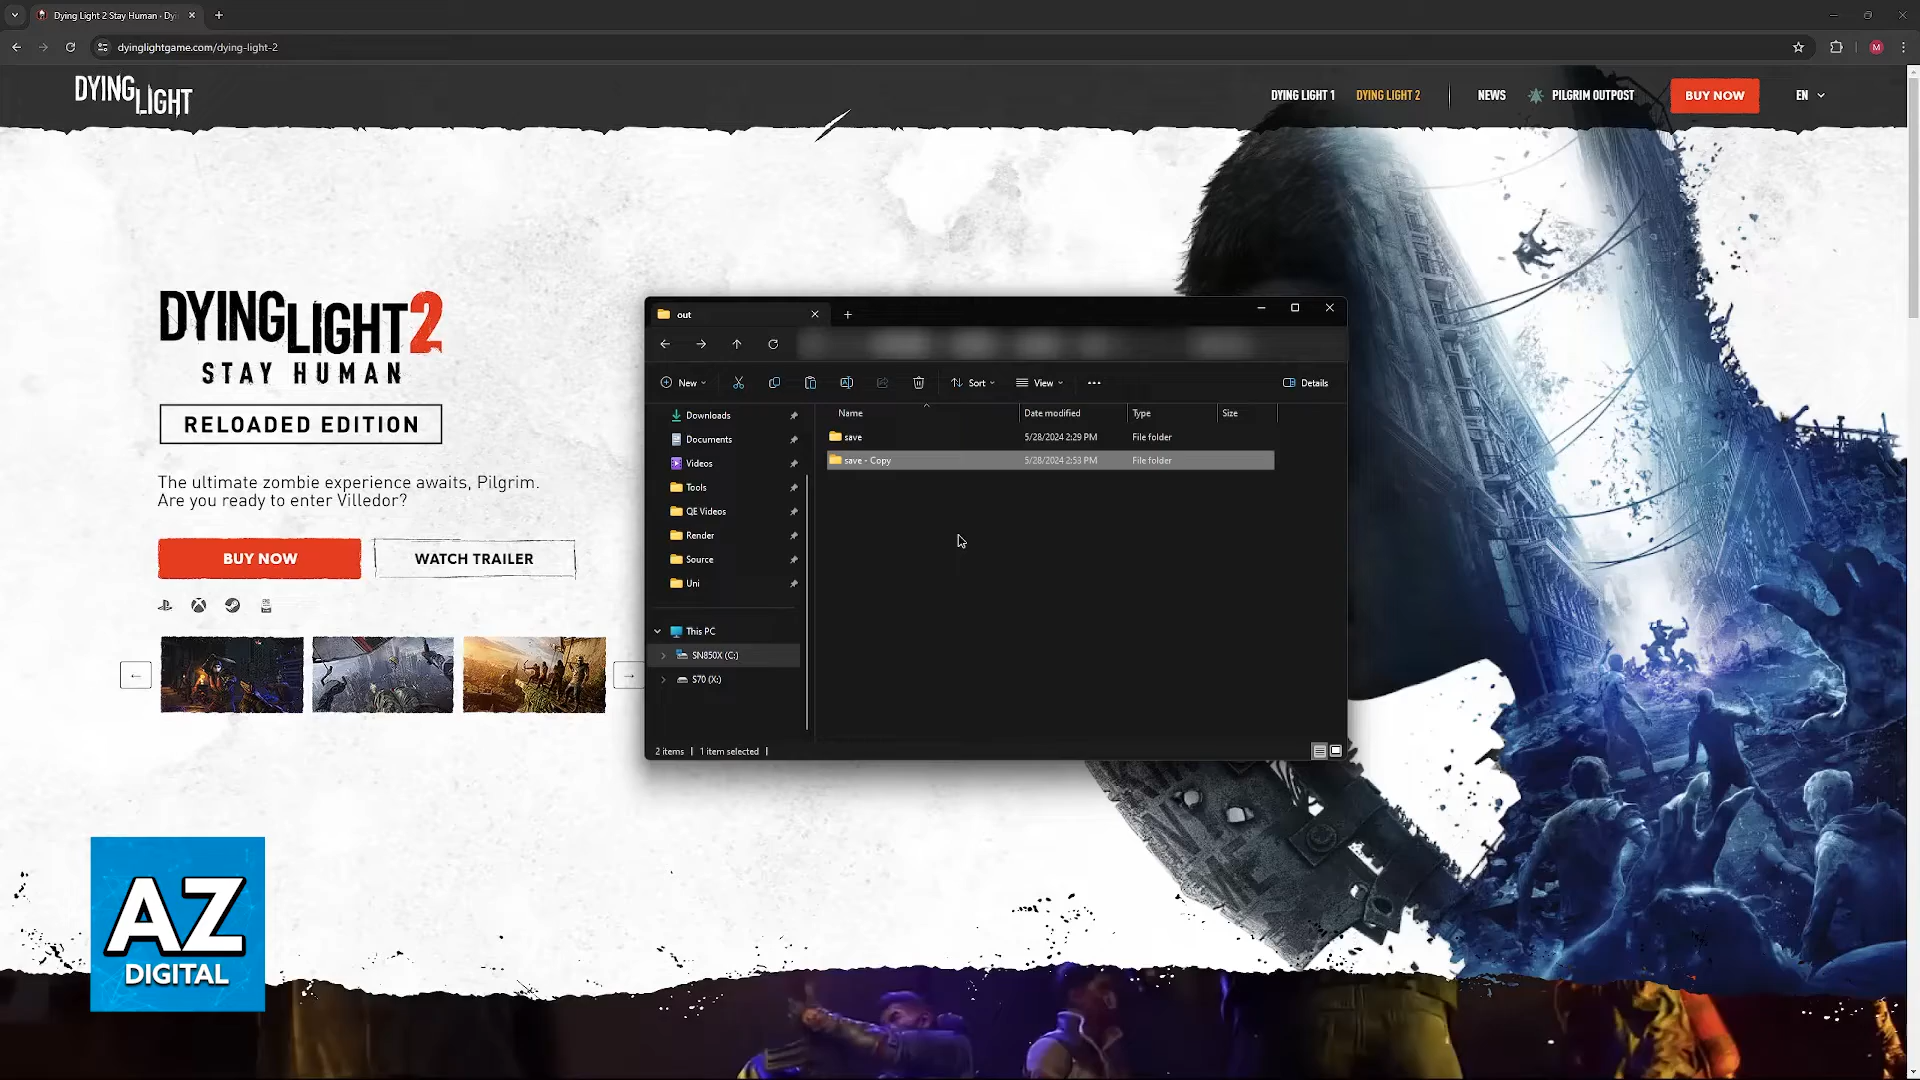 Dying Light 2 Stay Human - Dyi
dyinglightgame.com/dying-light-2
M
DYING LIGHT
DYING LIGHT 1
DYING LIGHT 2
NEWS
PILGRIM OUTPOST
BUY NOW
EN
DYING LIGHT 2
STAY HUMAN
RELOADED EDITION
The ultimate zombie experience awaits, Pilgrim.
Are you ready to enter Villedor?
BUY NOW
WATCH TRAILER
out
New
Sort
View
Details
Downloads
Documents
Videos
Tools
QE Videos
Render
Source
Uni
This PC
SN850X (C:)
S70 (X:)
Name Date modified Type Size
save 5/28/2024 2:29 PM File folder
save - Copy 5/28/2024 2:53 PM File folder
2 items 1 item selected
AZ
DIGITAL